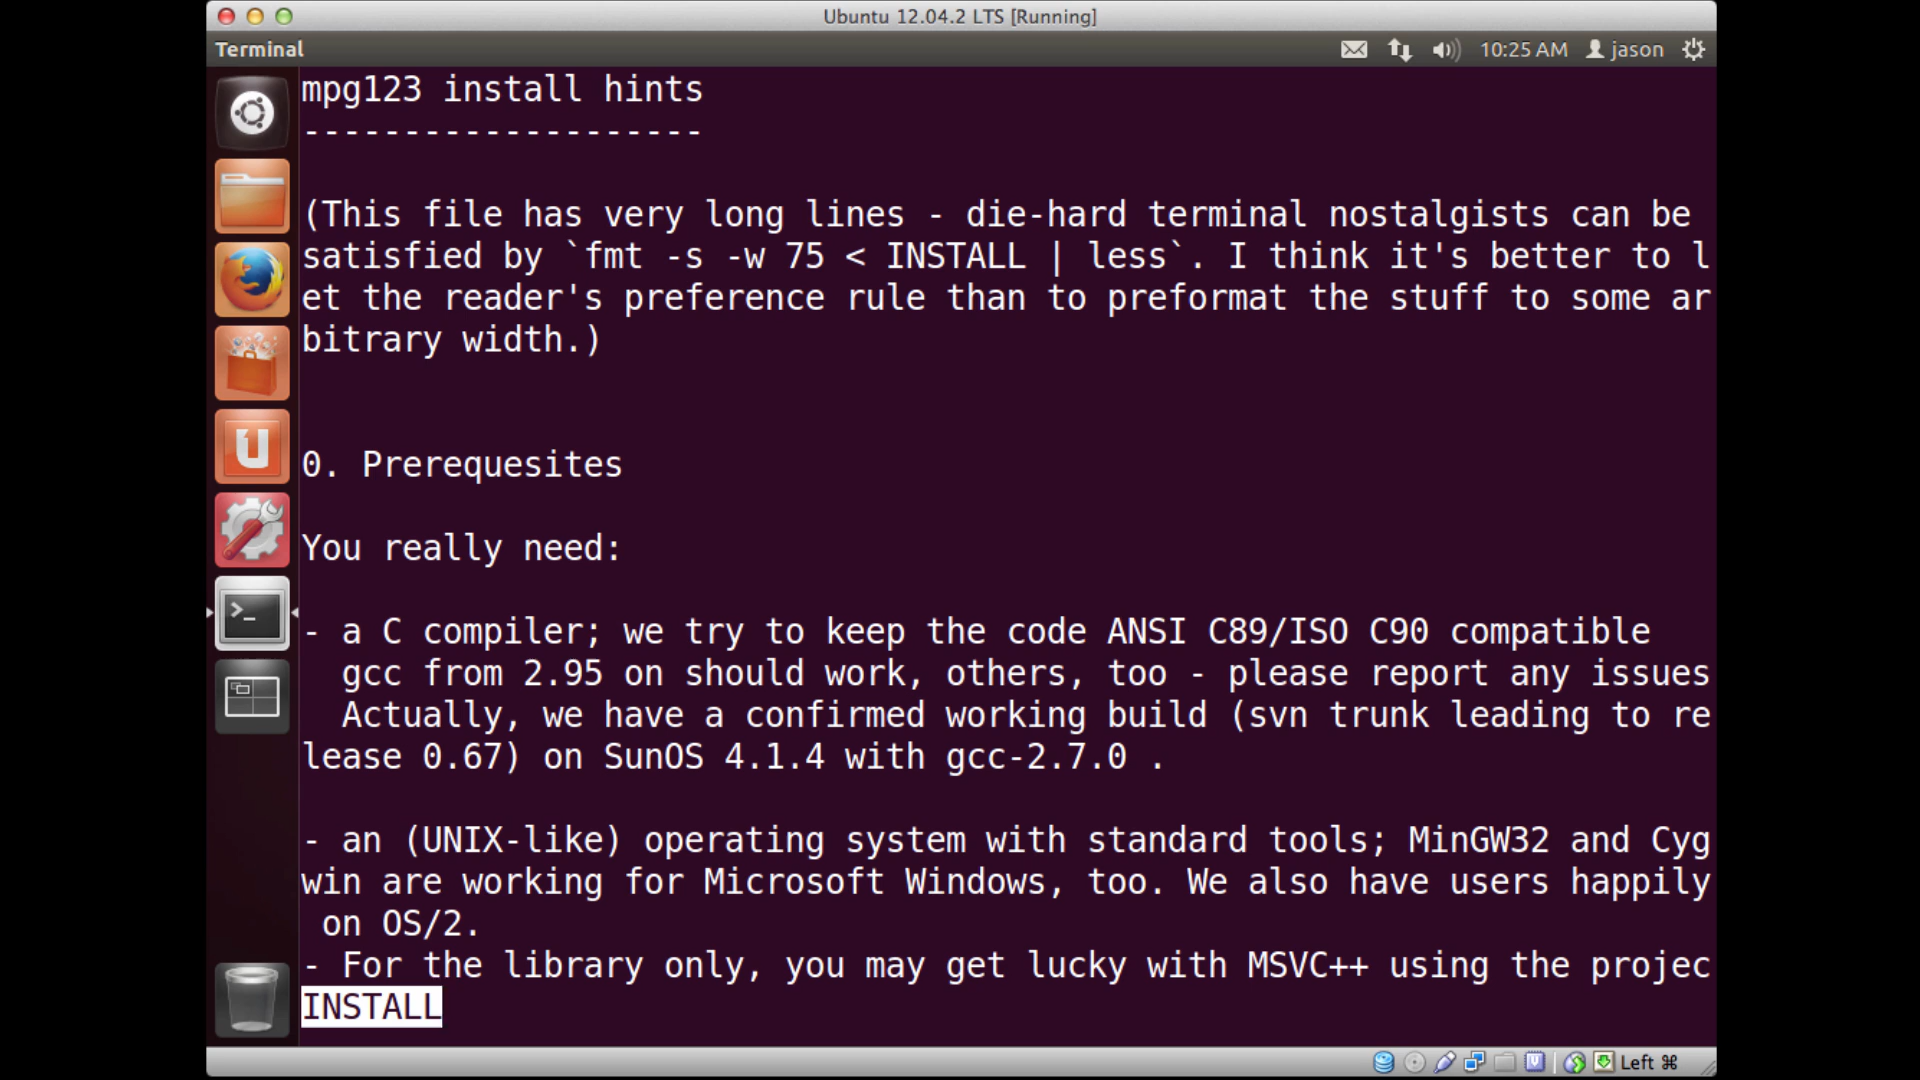 Ubuntu 12.04.2 LTS [Running]
Terminal
10:25 AM jason
mpg123 install hints
--------------------
(This file has very long lines - die-hard terminal nostalgists can be
satisfied by `fmt -s -w 75 < INSTALL | less`. I think it's better to l
et the reader's preference rule than to preformat the stuff to some ar
bitrary width.)
0. Prerequesites
You really need:
- a C compiler; we try to keep the code ANSI C89/ISO C90 compatible
gcc from 2.95 on should work, others, too - please report any issues
Actually, we have a confirmed working build (svn trunk leading to re
lease 0.67) on SunOS 4.1.4 with gcc-2.7.0 .
- an (UNIX-like) operating system with standard tools; MinGW32 and Cyg
win are working for Microsoft Windows, too. We also have users happily
on OS/2.
- For the library only, you may get lucky with MSVC++ using the projec
INSTALL
Left ⌘